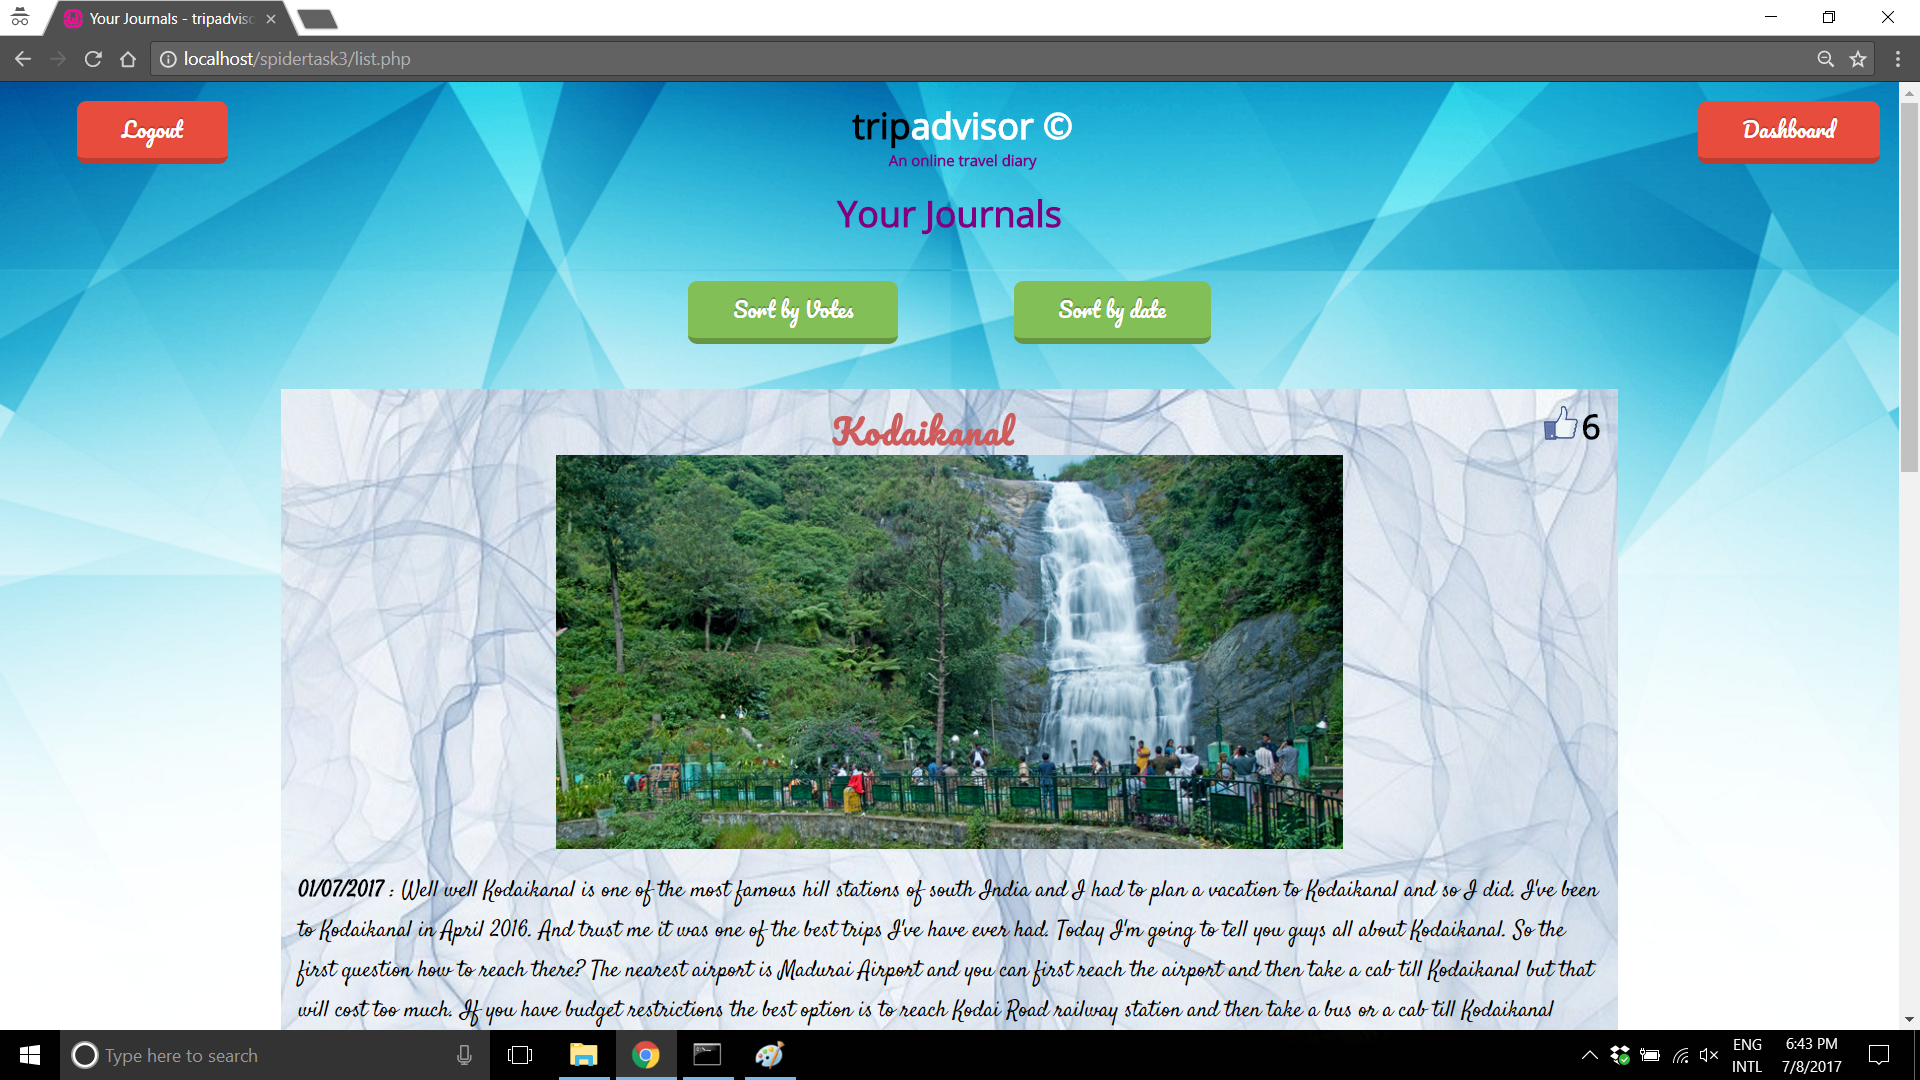 Your Journals - tripadvisc
localhost/spidertask3/list.php
Logout
tripadvisor ©
Dashboard
An online travel diary
Your Journals
Sort by Votes
Sort by date
Kodaikanal
6
01/07/2017 : Well well Kodaikanal is one of the most famous hill stations of south India and I had to plan a vacation to Kodaikanal and so I did. I've been
to Kodaikanal in April 2016. And trust me it was one of the best trips I've have ever had. Today I'm going to tell you guys all about Kodaikanal. So the
first question how to reach there? The nearest airport is Madurai Airport and you can first reach the airport and then take a cab till Kodaikanal but that
will cost too much. If you have budget restrictions the best option is to reach Kodai Road railway station and then take a bus or a cab till Kodaikanal
Type here to search
ENG
INTL
6:43 PM
7/8/2017